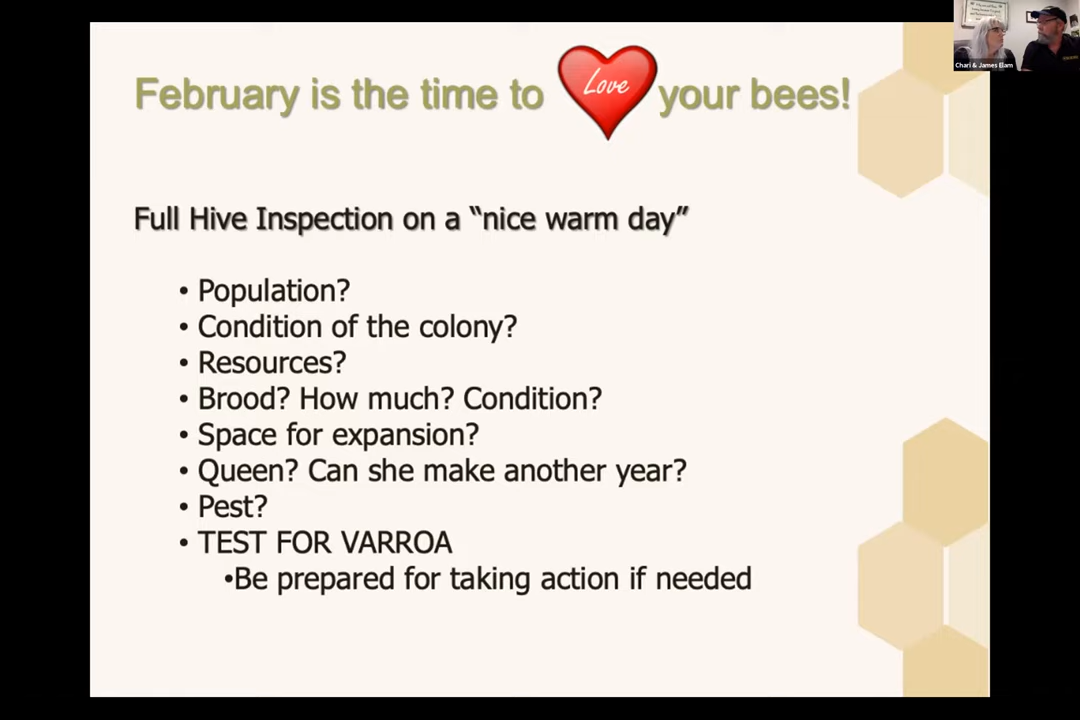 February is the time to Love your bees!
Full Hive Inspection on a “nice warm day”
• Population?
• Condition of the colony?
• Resources?
• Brood? How much? Condition?
• Space for expansion?
• Queen? Can she make another year?
• Pest?
• TEST FOR VARROA
•Be prepared for taking action if needed
Chari & James Elam